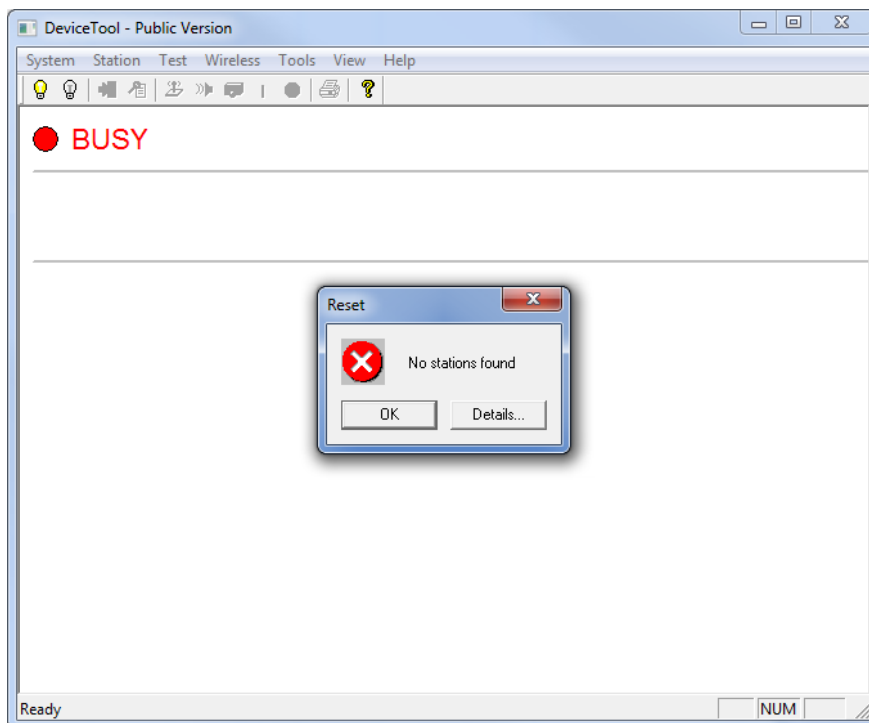 DeviceTool - Public Version
System Station Test Wireless Tools View Help
BUSY
Reset
No stations found
OK Details...
Ready NUM